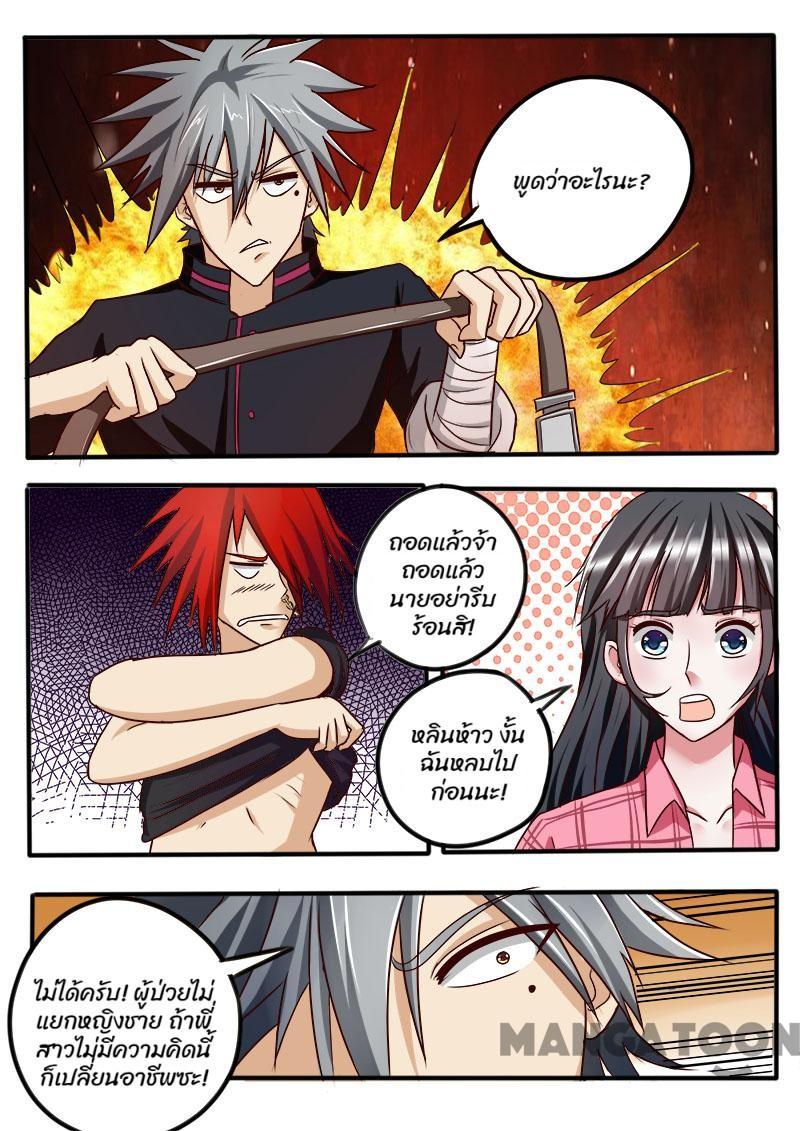 พูดว่าอะไรนะ?
ถอดแล้วจ้า
ถอดแล้ว
นายอย่ารีบ
ร้อนสิ!
หลินห้าว งั้น
ฉันหลบไป
ก่อนนะ!
ไม่ได้ครับ! ผู้ป่วยไม่
แยกหญิงชาย ถ้าพี่
สาวไม่มีความคิดนี้
ก็เปลี่ยนอาชีพซะ!
MANGATOON